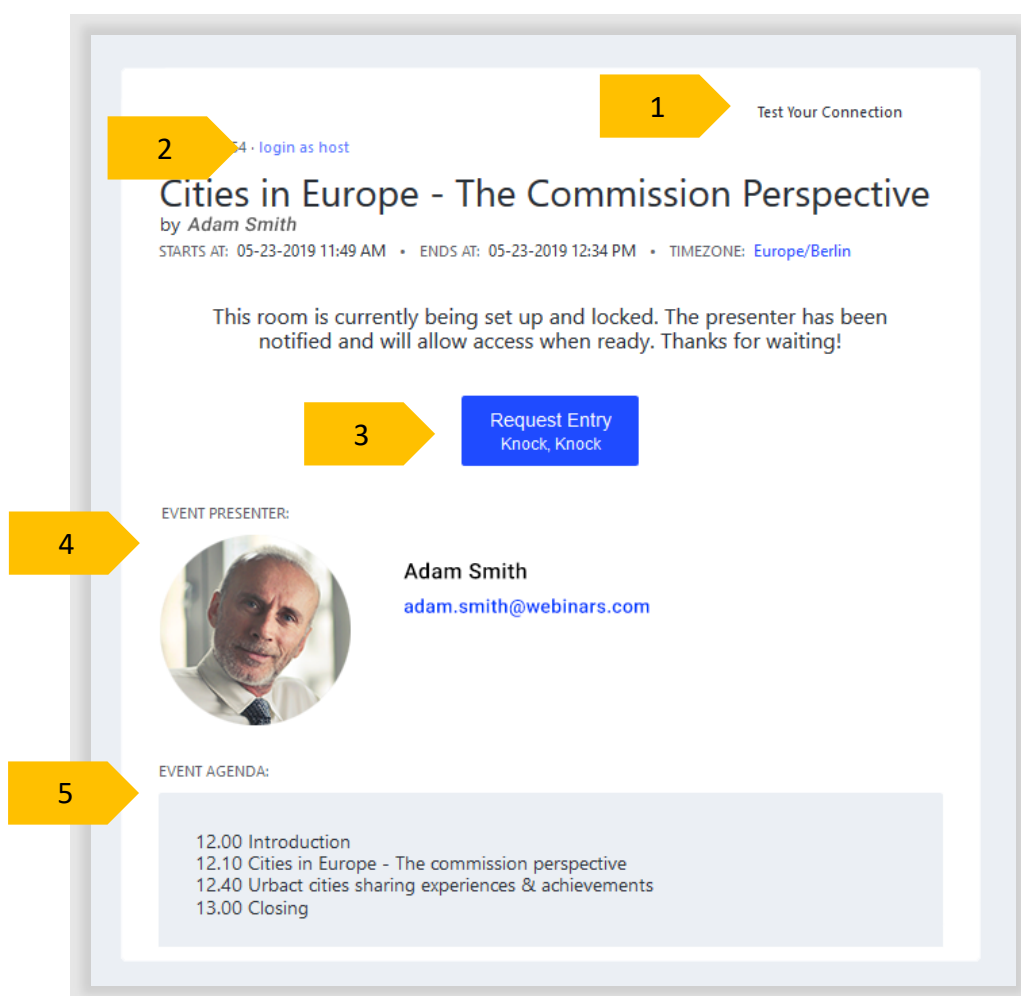 1
Test Your Connection
2
54 · login as host
Cities in Europe - The Commission Perspective
by Adam Smith
STARTS AT: 05-23-2019 11:49 AM • ENDS AT: 05-23-2019 12:34 PM • TIMEZONE: Europe/Berlin
This room is currently being set up and locked. The presenter has been
notified and will allow access when ready. Thanks for waiting!
3
Request Entry
Knock, Knock
4
EVENT PRESENTER:
Adam Smith
adam.smith@webinars.com
5
EVENT AGENDA:
12.00 Introduction
12.10 Cities in Europe - The commission perspective
12.40 Urbact cities sharing experiences & achievements
13.00 Closing